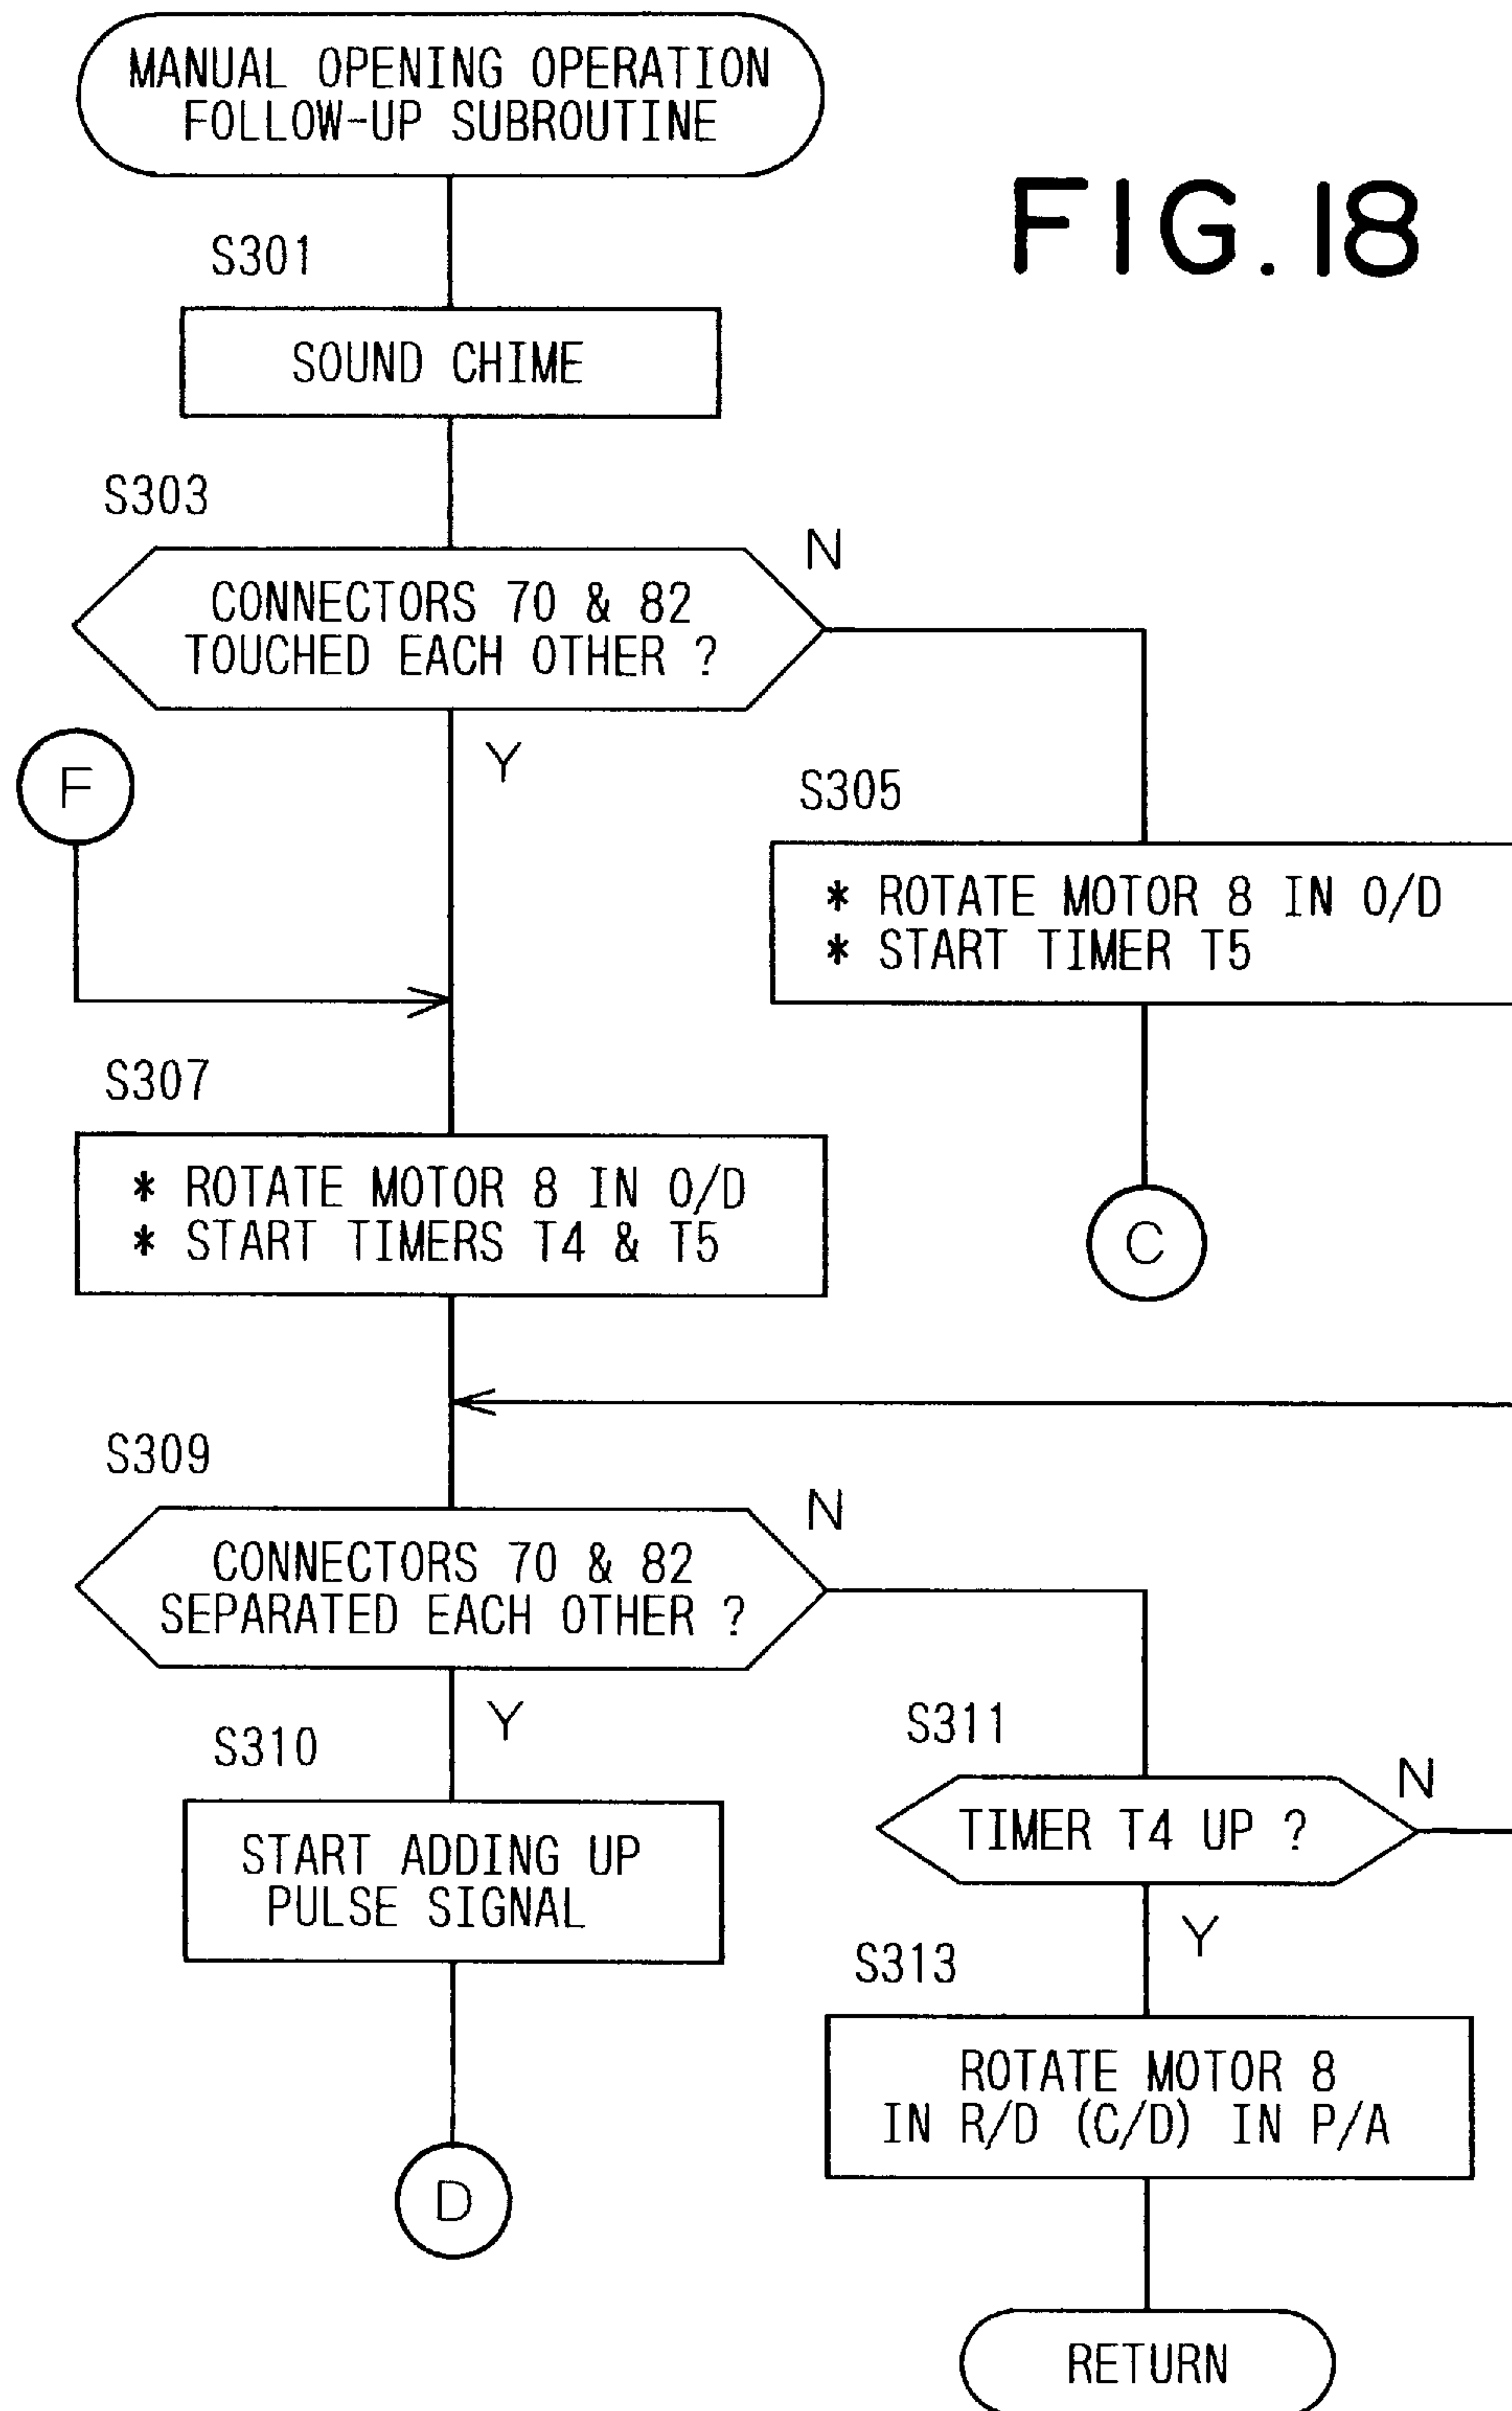 MANUAL OPENING OPERATION
FOLLOW-UP SUBROUTINE
FIG. 18
S301
SOUND CHIME
S303
CONNECTORS 70 & 82
TOUCHED EACH OTHER ?
N
Y
F
S305
* ROTATE MOTOR 8 IN O/D
* START TIMER T5
C
S307
* ROTATE MOTOR 8 IN O/D
* START TIMERS T4 & T5
S309
CONNECTORS 70 & 82
SEPARATED EACH OTHER ?
N
Y
S310
START ADDING UP
PULSE SIGNAL
D
S311
TIMER T4 UP ?
N
Y
S313
ROTATE MOTOR 8
IN R/D (C/D) IN P/A
RETURN